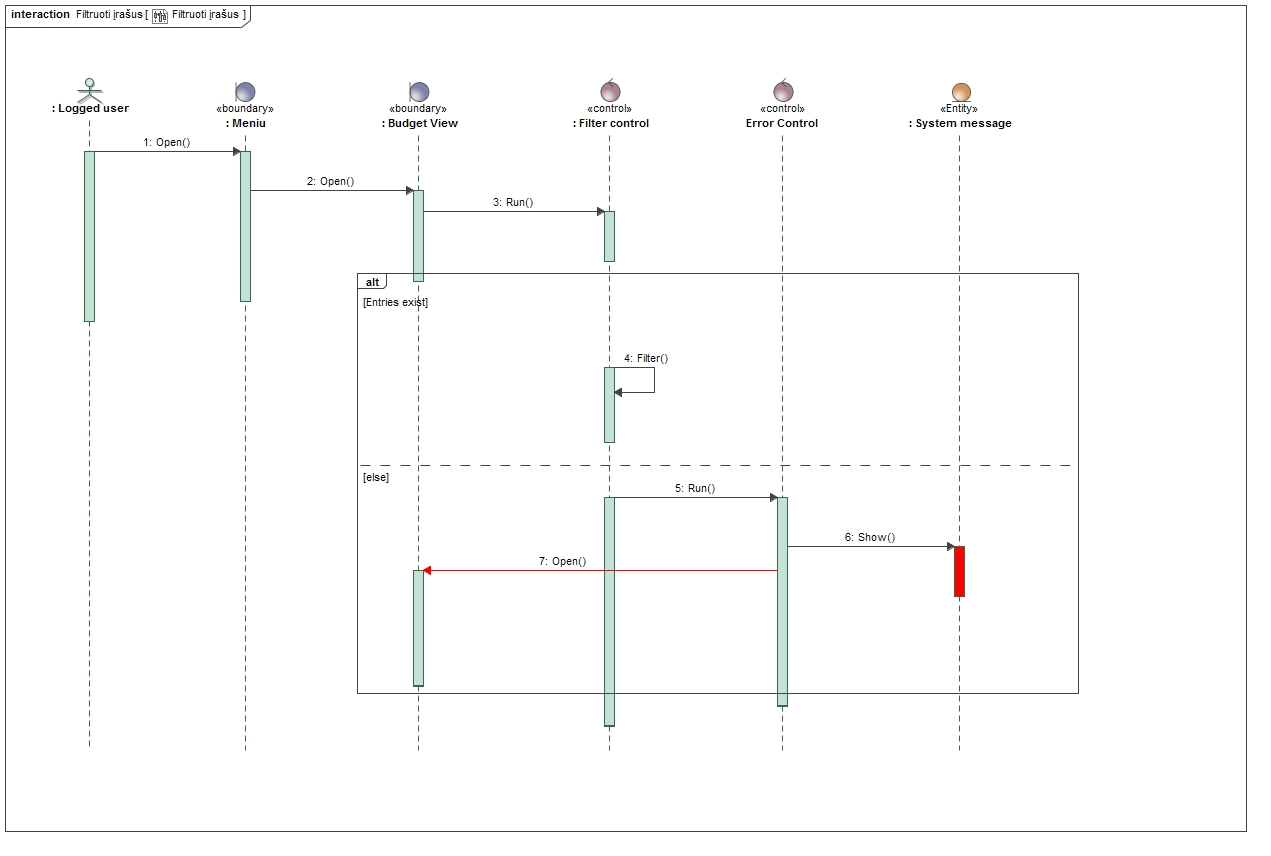 interaction Filtruoti įrašus [ Filtruoti įrašus ]
: Logged user
«boundary»
: Meniu
«boundary»
: Budget View
«control»
: Filter control
«control»
Error Control
«Entity»
: System message
1: Open()
2: Open()
3: Run()
alt
[Entries exist]
4: Filter()
[else]
5: Run()
6: Show()
7: Open()